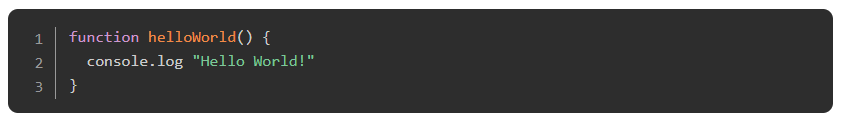 1 function helloWorld() {
2   console.log "Hello World!"
3 }